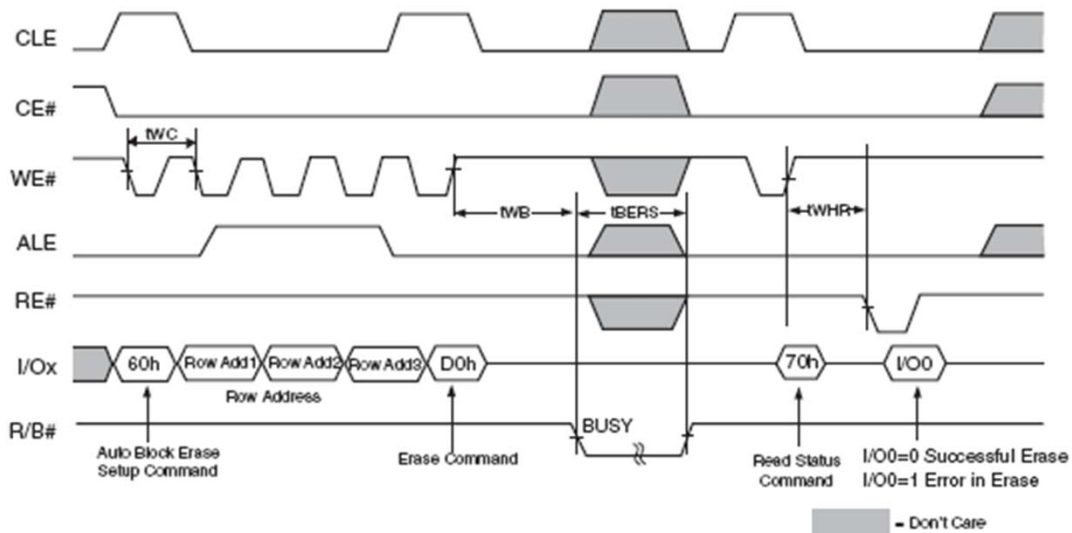 CLE
CE#
tWC
WE#
tWB
tBERS
tWHR
ALE
RE#
I/Ox
60h
Row Add1
Row Add2
Row Add3
D0h
70h
I/O0
Row Address
R/B#
BUSY
Auto Block Erase
Setup Command
Erase Command
Read Status
Command
I/O0=0 Successful Erase
I/O0=1 Error in Erase
= Don't Care